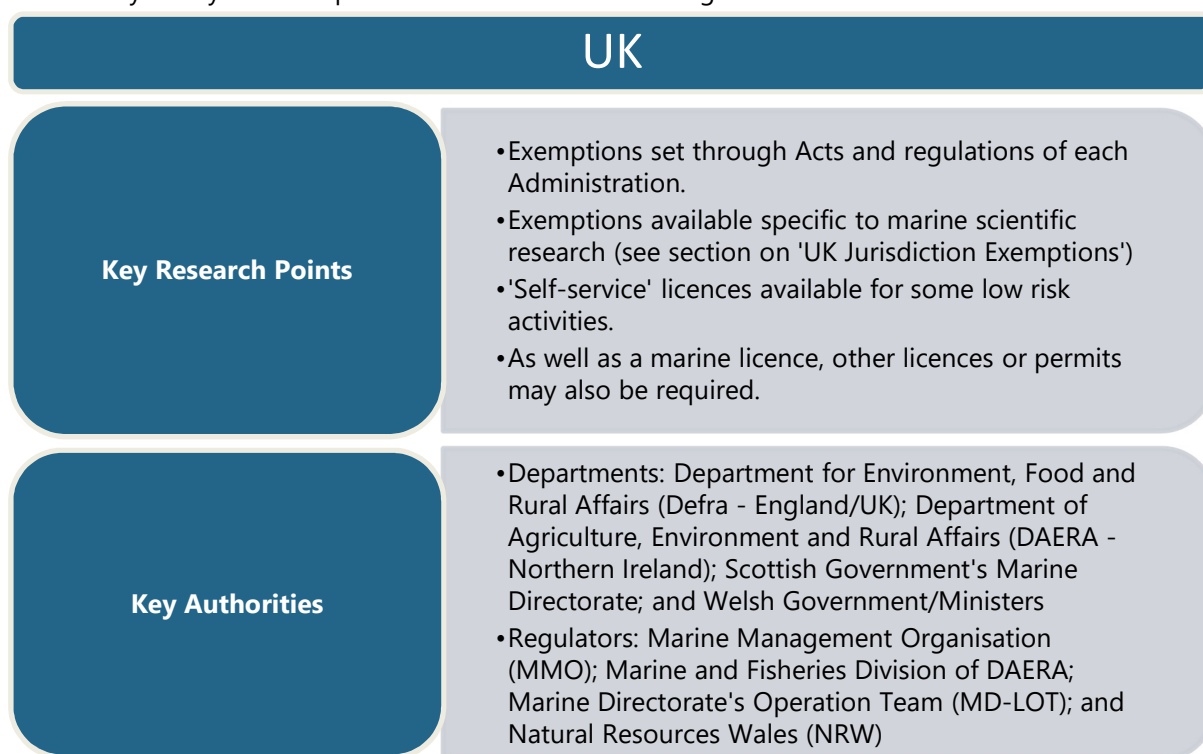 UK
Key Research Points
•Exemptions set through Acts and regulations of each
Administration.
•Exemptions available specific to marine scientific
research (see section on 'UK Jurisdiction Exemptions')
•'Self-service' licences available for some low risk
activities.
•As well as a marine licence, other licences or permits
may also be required.
Key Authorities
•Departments: Department for Environment, Food and
Rural Affairs (Defra - England/UK); Department of
Agriculture, Environment and Rural Affairs (DAERA -
Northern Ireland); Scottish Government's Marine
Directorate; and Welsh Government/Ministers
•Regulators: Marine Management Organisation
(MMO); Marine and Fisheries Division of DAERA;
Marine Directorate's Operation Team (MD-LOT); and
Natural Resources Wales (NRW)